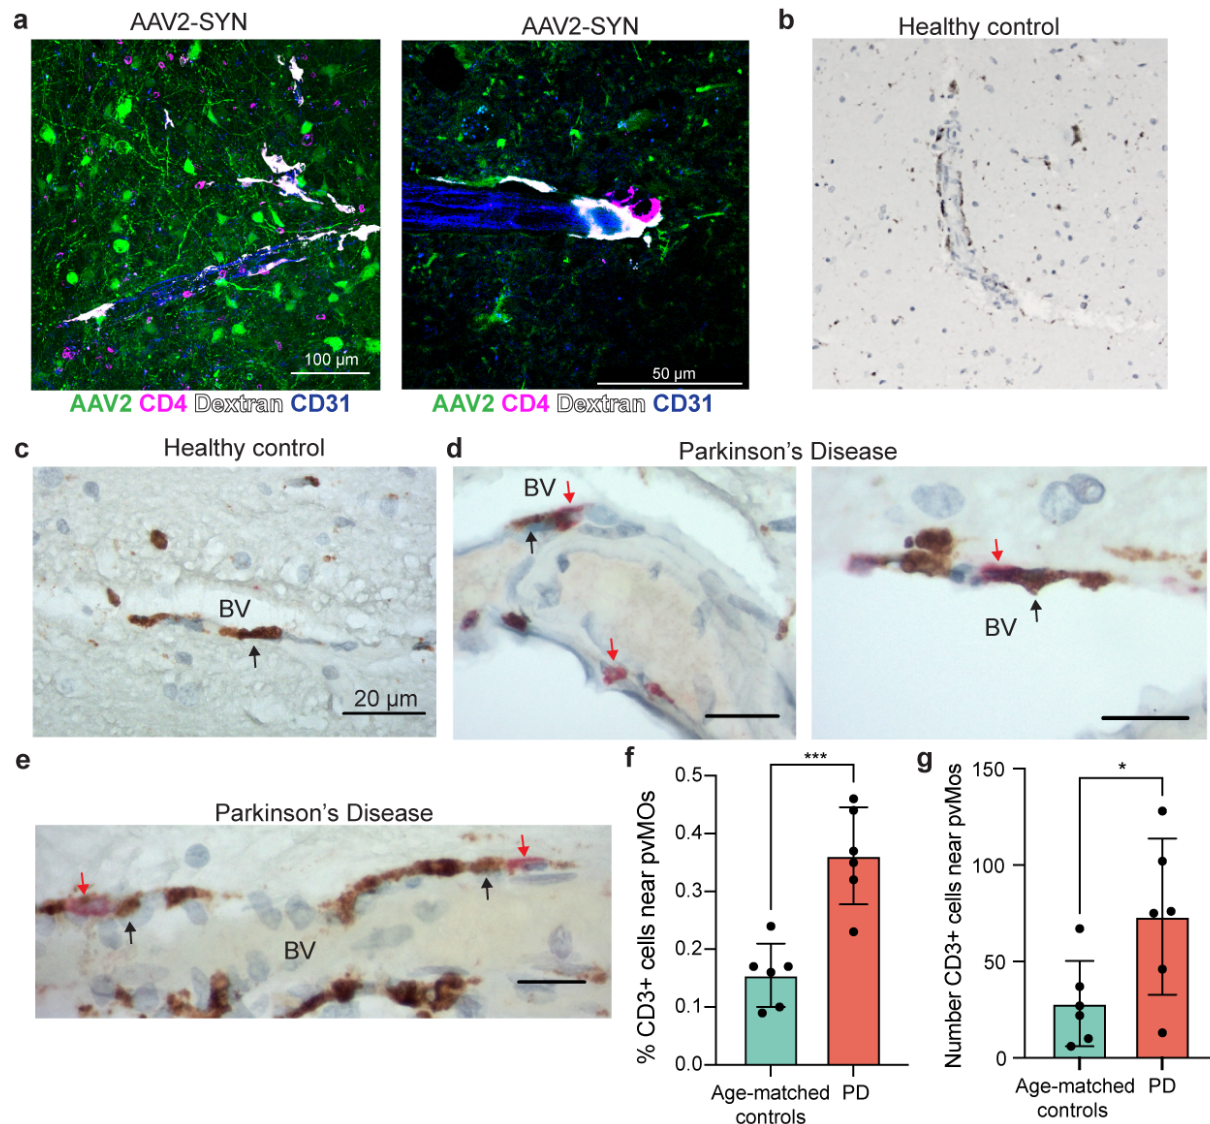 a
AAV2-SYN
AAV2-SYN
100 µm
50 µm
AAV2 CD4 Dextran CD31
AAV2 CD4 Dextran CD31
b
Healthy control
c
Healthy control
BV
20 µm
d
Parkinson's Disease
BV
BV
e
Parkinson's Disease
BV
f
% CD3+ cells near pvMOs
0.5
0.4
0.3
0.2
0.1
0.0
***
Age-matched
controls
PD
g
Number CD3+ cells near pvMos
150
100
50
0
*
Age-matched
controls
PD